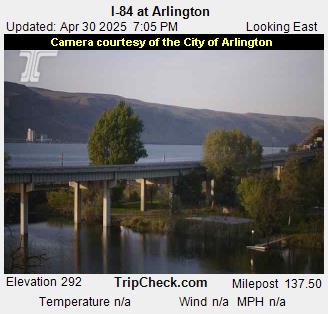 I-84 at Arlington
Updated: Apr 30 2025 7:05 PM Looking East
Camera courtesy of the City of Arlington
Elevation 292 TripCheck.com Milepost 137.50
Temperature n/a Wind n/a MPH n/a